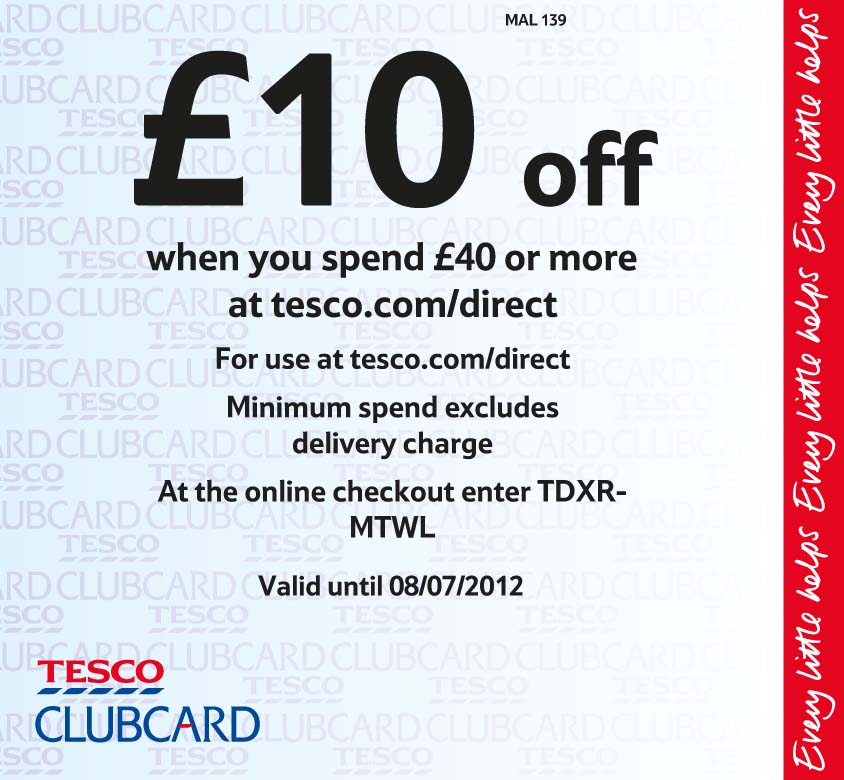 MAL 139
£10 off
when you spend £40 or more
at tesco.com/direct
For use at tesco.com/direct
Minimum spend excludes
delivery charge
At the online checkout enter TDXR-
MTWL
Valid until 08/07/2012
TESCO
CLUBCARD
Every little helps Every little helps Every little helps